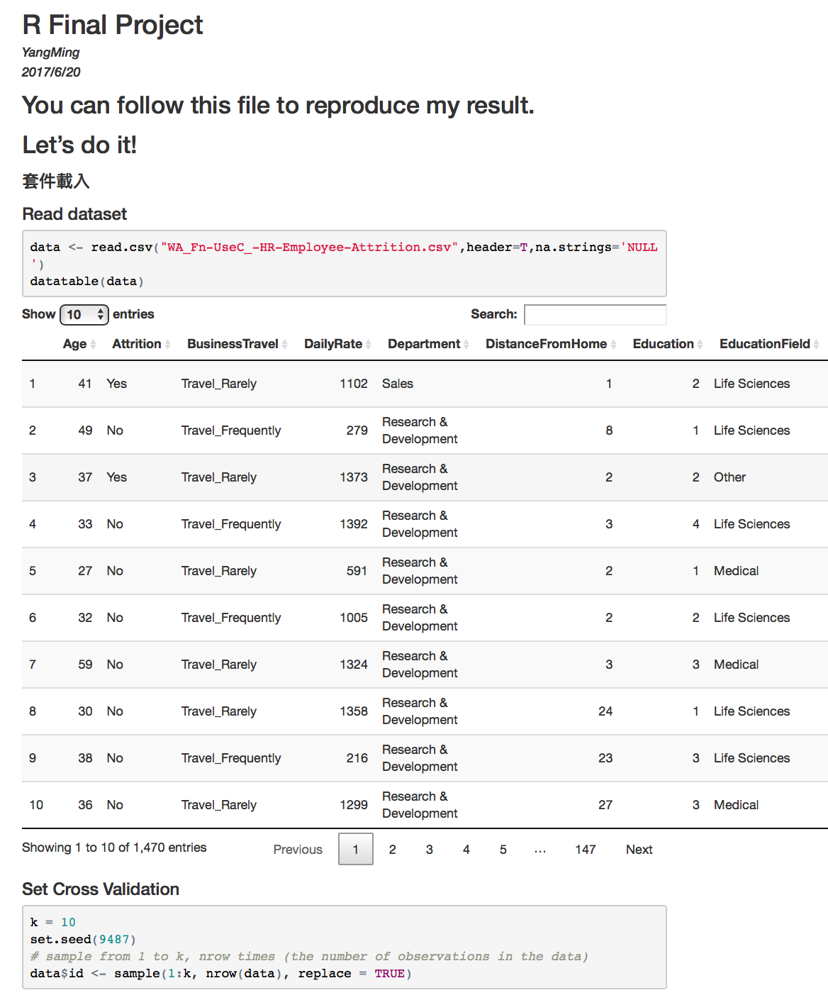 R Final Project
YangMing
2017/6/20
You can follow this file to reproduce my result.
Let’s do it!
套件載入
Read dataset
data <- read.csv("WA_Fn-UseC_-HR-Employee-Attrition.csv",header=T,na.strings='NULL
')
datatable(data)
Show 10 entries Search:
Age Attrition BusinessTravel DailyRate Department DistanceFromHome Education EducationField
1 41 Yes Travel_Rarely 1102 Sales 1 2 Life Sciences
2 49 No Travel_Frequently 279 Research & Development 8 1 Life Sciences
3 37 Yes Travel_Rarely 1373 Research & Development 2 2 Other
4 33 No Travel_Frequently 1392 Research & Development 3 4 Life Sciences
5 27 No Travel_Rarely 591 Research & Development 2 1 Medical
6 32 No Travel_Frequently 1005 Research & Development 2 2 Life Sciences
7 59 No Travel_Rarely 1324 Research & Development 3 3 Medical
8 30 No Travel_Rarely 1358 Research & Development 24 1 Life Sciences
9 38 No Travel_Frequently 216 Research & Development 23 3 Life Sciences
10 36 No Travel_Rarely 1299 Research & Development 27 3 Medical
Showing 1 to 10 of 1,470 entries Previous 1 2 3 4 5 … 147 Next
Set Cross Validation
k = 10
set.seed(9487)
# sample from 1 to k, nrow times (the number of observations in the data)
data$id <- sample(1:k, nrow(data), replace = TRUE)